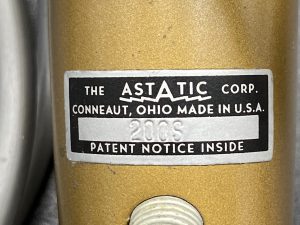 THE ASTATIC CORP.
CONNEAUT, OHIO MADE IN U.S.A.
200S
PATENT NOTICE INSIDE